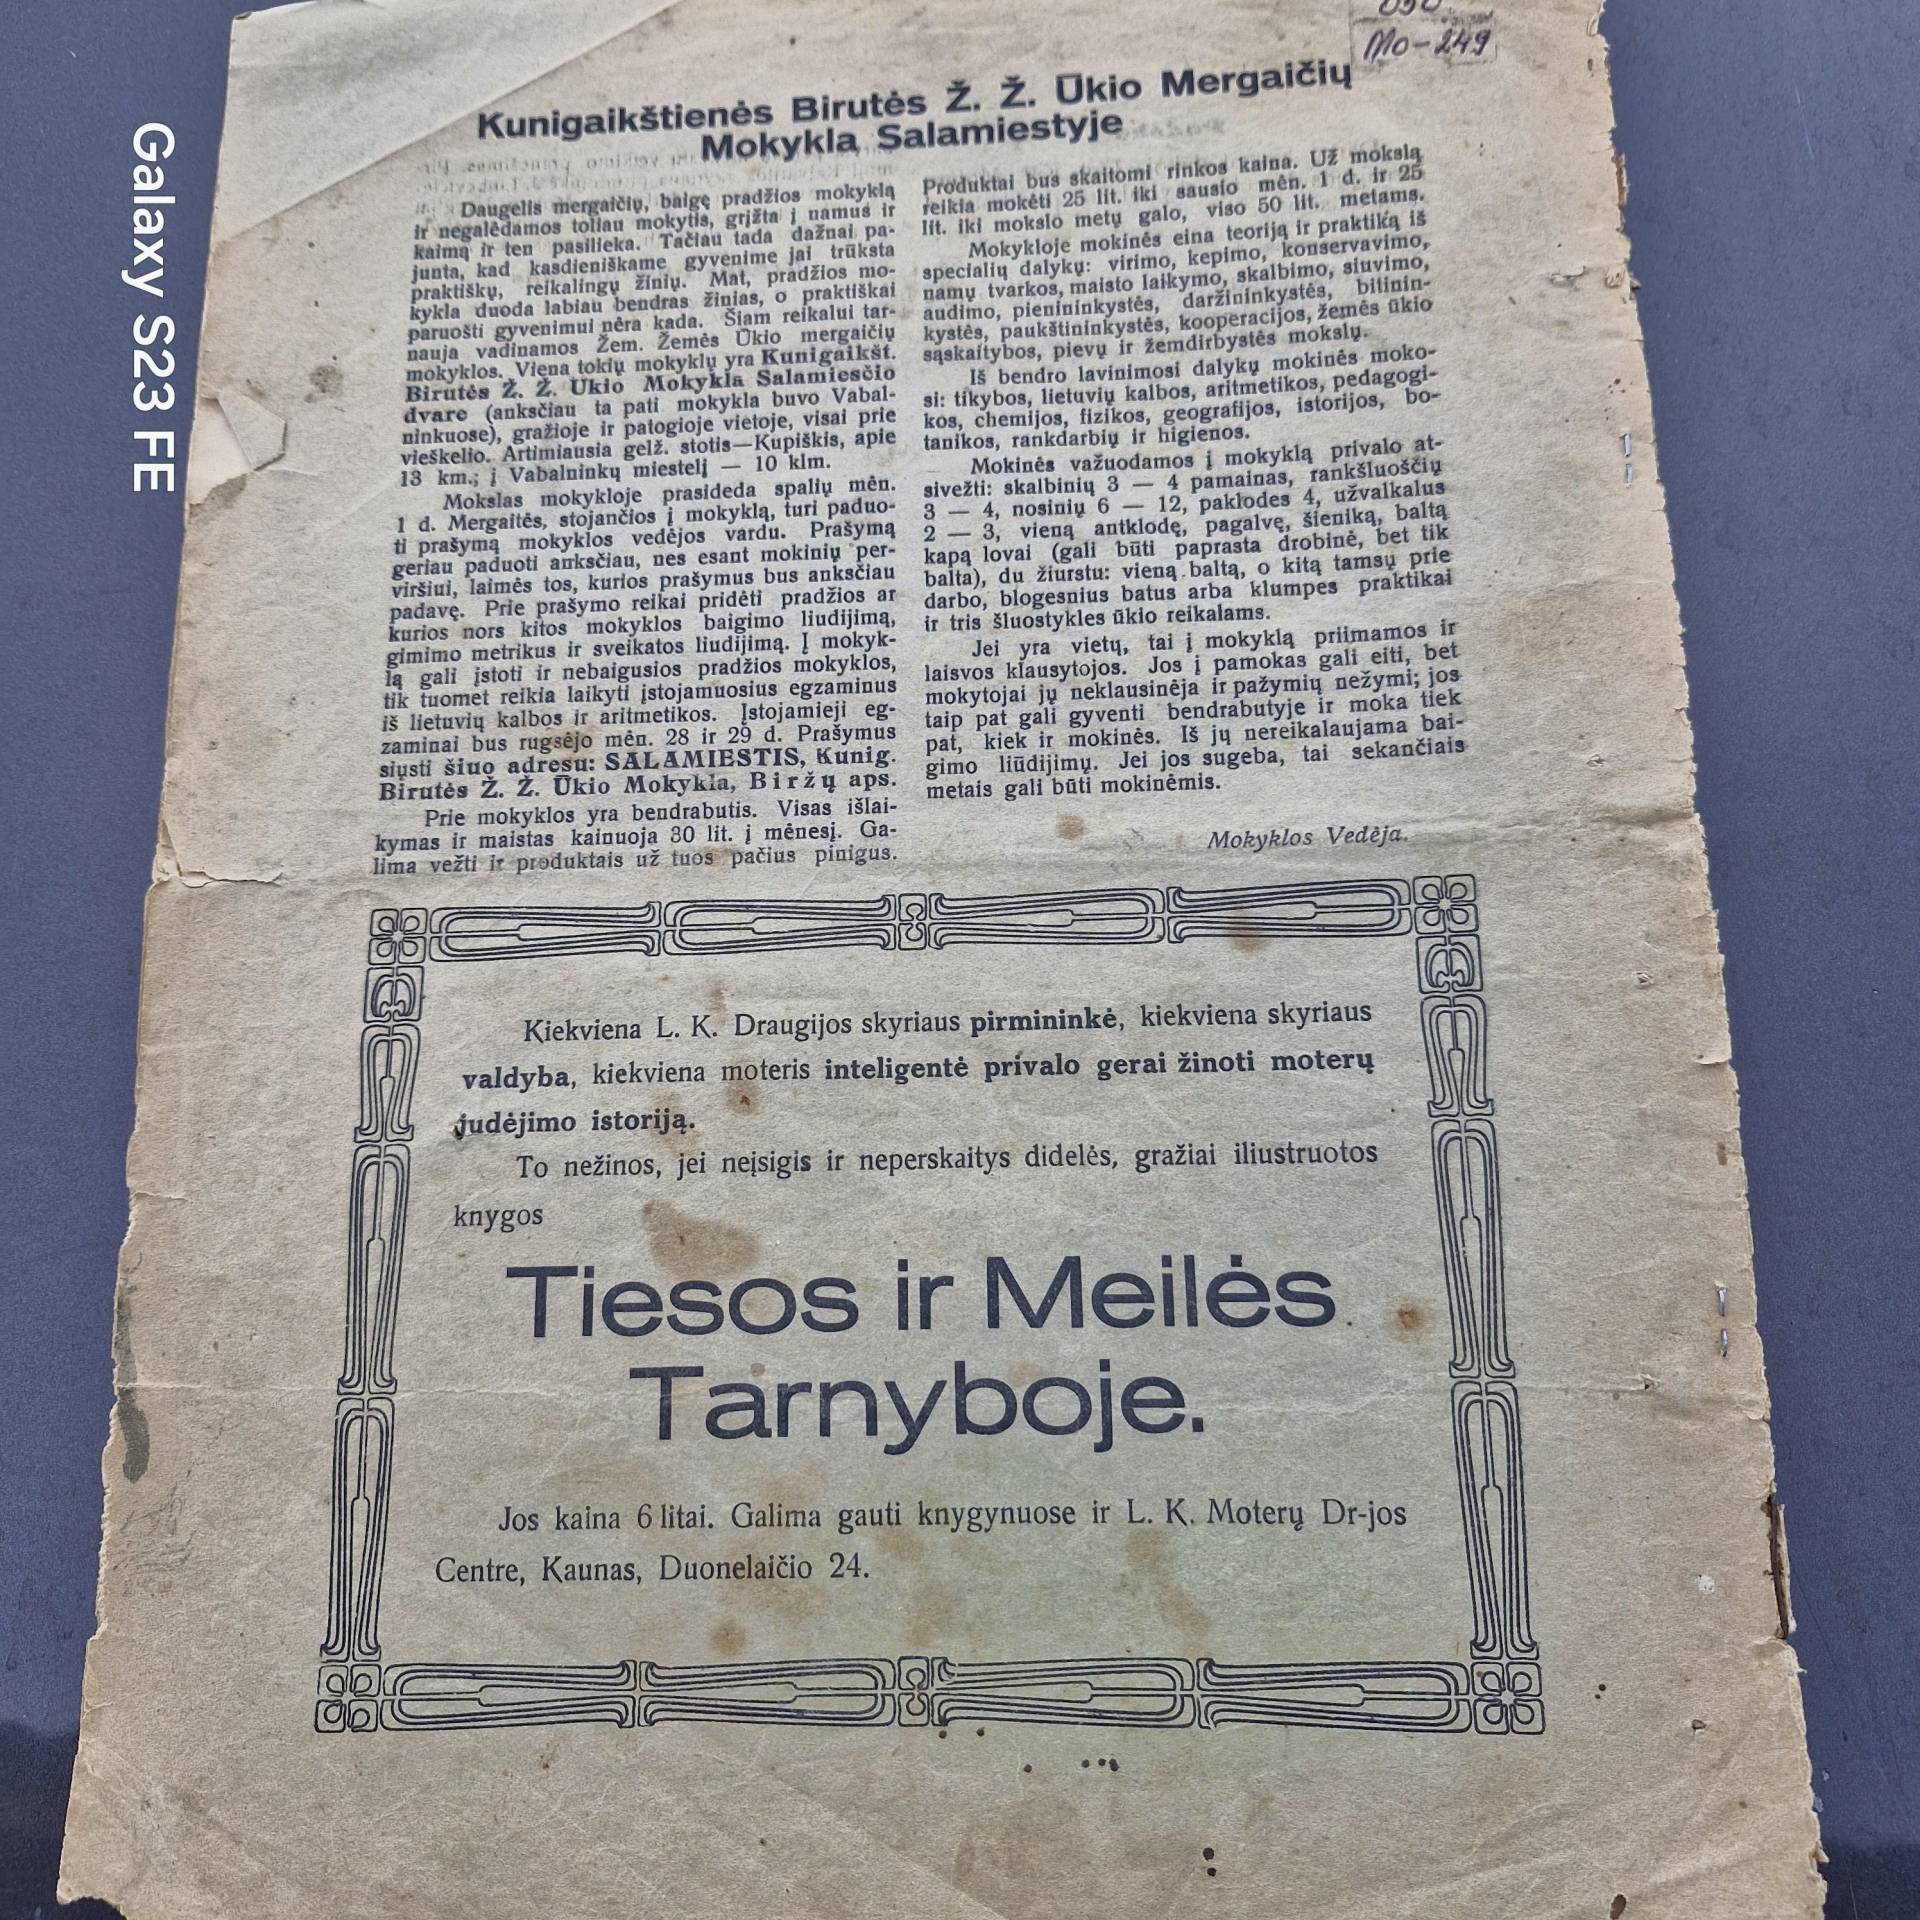 Mo-249
Kunigaikštienės Birutės Ž. Ž. Ūkio Mergaičių
Mokykla Salamiestyje
Daugelis mergaičių, baigę pradžios mokyklą
ir negalėdamos toliau mokytis, grįžta į namus ir
kaimą ir ten pasilieka. Tačiau tada dažnai pa-
junta, kad kasdieniškame gyvenime jai trūksta
praktiškų, reikalingų žinių. Mat, pradžios mo-
kykla duoda labiau bendras žinias, o praktiškai
paruošti gyvenimui nėra kada. Šiam reikalui tar-
nauja vadinamos Žem. Žemės Ūkio mergaičių
mokyklos. Viena tokių mokyklų yra Kunigaikšt.
Birutės Ž. Ž. Ukio Mokykla Salamiesčio
dvare (anksčiau ta pati mokykla buvo Vabal-
ninkuose), gražioje ir patogioje vietoje, visai prie
vieškelio. Artimiausia gelž. stotis—Kupiškis, apie
13 km.; į Vabalninkų miestelį — 10 klm.
Mokslas mokykloje prasideda spalių mėn.
1 d. Mergaitės, stojančios į mokyklą, turi paduo-
ti prašymą mokyklos vedėjos vardu. Prašymą
geriau paduoti anksčiau, nes esant mokinių per-
viršiui, laimės tos, kurios prašymus bus anksčiau
padavę. Prie prašymo reikai pridėti pradžios ar
kurios nors kitos mokyklos baigimo liudijimą,
gimimo metrikus ir sveikatos liudijimą. Į mokyk-
lą gali įstoti ir nebaigusios pradžios mokyklos,
tik tuomet reikia laikyti įstojamuosius egzaminus
iš lietuvių kalbos ir aritmetikos. Įstojamieji eg-
zaminai bus rugsėjo mėn. 28 ir 29 d. Prašymus
siųsti šiuo adresu: SALAMIESTIS, Kunig.
Birutės Ž. Ž. Ūkio Mokykla, Biržų aps.
Prie mokyklos yra bendrabutis. Visas išlai-
kymas ir maistas kainuoja 30 lit. į mėnesį. Ga-
lima vežti ir produktais už tuos pačius pinigus.
Produktai bus skaitomi rinkos kaina. Už mokslą
reikia mokėti 25 lit. iki sausio mėn. 1 d. ir 25
lit. iki mokslo metų galo, viso 50 lit. metams.
Mokykloje mokinės eina teoriją ir praktiką iš
specialių dalykų: virimo, kepimo, konservavimo,
namų tvarkos, maisto laikymo, skalbimo, siuvimo,
audimo, pienininkystės, daržininkystės, bitinin-
kystės, paukštininkystės, kooperacijos, žemės ūkio
sąskaitybos, pievų ir žemdirbystės mokslų.
Iš bendro lavinimosi dalykų mokinės moko-
si: tikybos, lietuvių kalbos, aritmetikos, pedagogi-
kos, chemijos, fizikos, geografijos, istorijos, bo-
tanikos, rankdarbių ir higienos.
Mokinės važuodamos į mokyklą privalo at-
sivežti: skalbinių 3 — 4 pamainas, rankšluoščių
3 — 4, nosinių 6 — 12, paklodes 4, užvalkalus
2 — 3, vieną antklodę, pagalvę, šieniką, baltą
kapą lovai (gali būti paprasta drobinė, bet tik
balta), du žiurstu: vieną baltą, o kitą tamsų prie
darbo, blogesnius batus arba klumpes praktikai
ir tris šluostykles ūkio reikalams.
Jei yra vietų, tai į mokyklą priimamos ir
laisvos klausytojos. Jos į pamokas gali eiti, bet
mokytojai jų neklausinėja ir pažymių nežymi; jos
taip pat gali gyventi bendrabutyje ir moka tiek
pat, kiek ir mokinės. Iš jų nereikalaujama bai-
gimo liūdijimų. Jei jos sugeba, tai sekančiais
metais gali būti mokinėmis.
Mokyklos Vedėja.
Kiekviena L. K. Draugijos skyriaus pirmininkė, kiekviena skyriaus
valdyba, kiekviena moteris inteligentė privalo gerai žinoti moterų
judėjimo istoriją.
To nežinos, jei neįsigis ir neperskaitys didelės, gražiai iliustruotos
knygos
Tiesos ir Meilės
Tarnyboje.
Jos kaina 6 litai. Galima gauti knygynuose ir L. K. Moterų Dr-jos
Centre, Kaunas, Duonelaičio 24.
Galaxy S23 FE